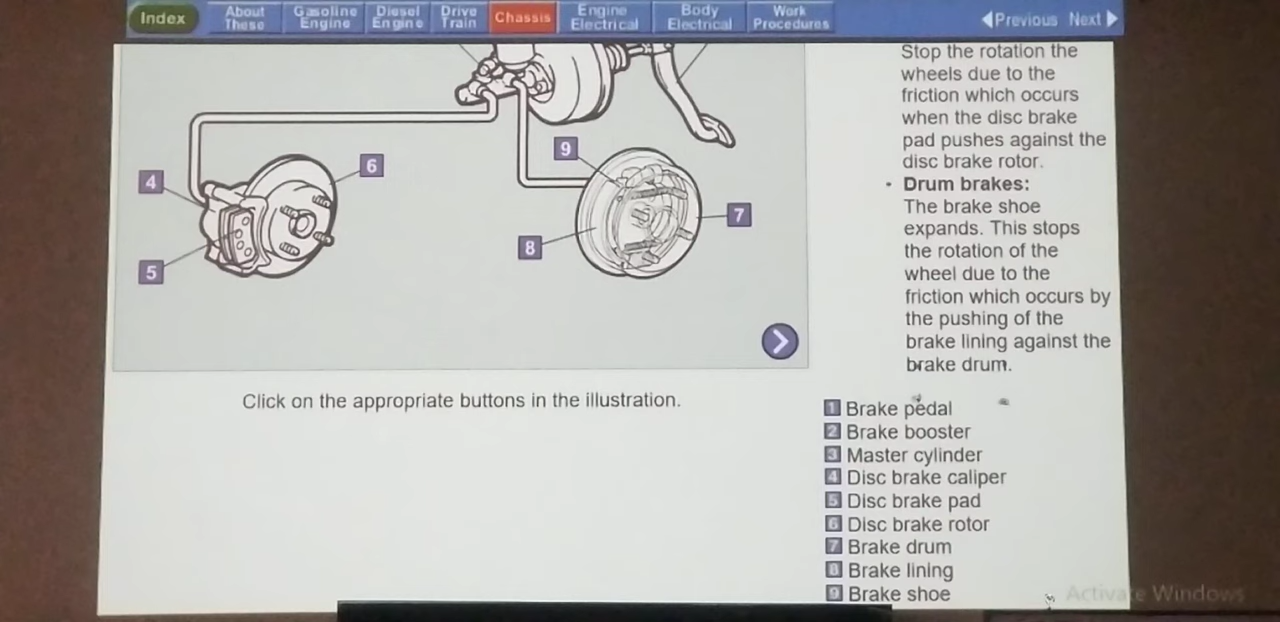 Index
About These
Gasoline Engine
Diesel Engine
Drive Train
Chassis
Engine Electrical
Body Electrical
Work Procedures
Previous Next
Stop the rotation the
wheels due to the
friction which occurs
when the disc brake
pad pushes against the
disc brake rotor.
• Drum brakes:
The brake shoe
expands. This stops
the rotation of the
wheel due to the
friction which occurs by
the pushing of the
brake lining against the
brake drum.
4
5
6
9
8
7
Click on the appropriate buttons in the illustration.
1 Brake pedal
2 Brake booster
3 Master cylinder
4 Disc brake caliper
5 Disc brake pad
6 Disc brake rotor
7 Brake drum
8 Brake lining
9 Brake shoe
Activate Windows